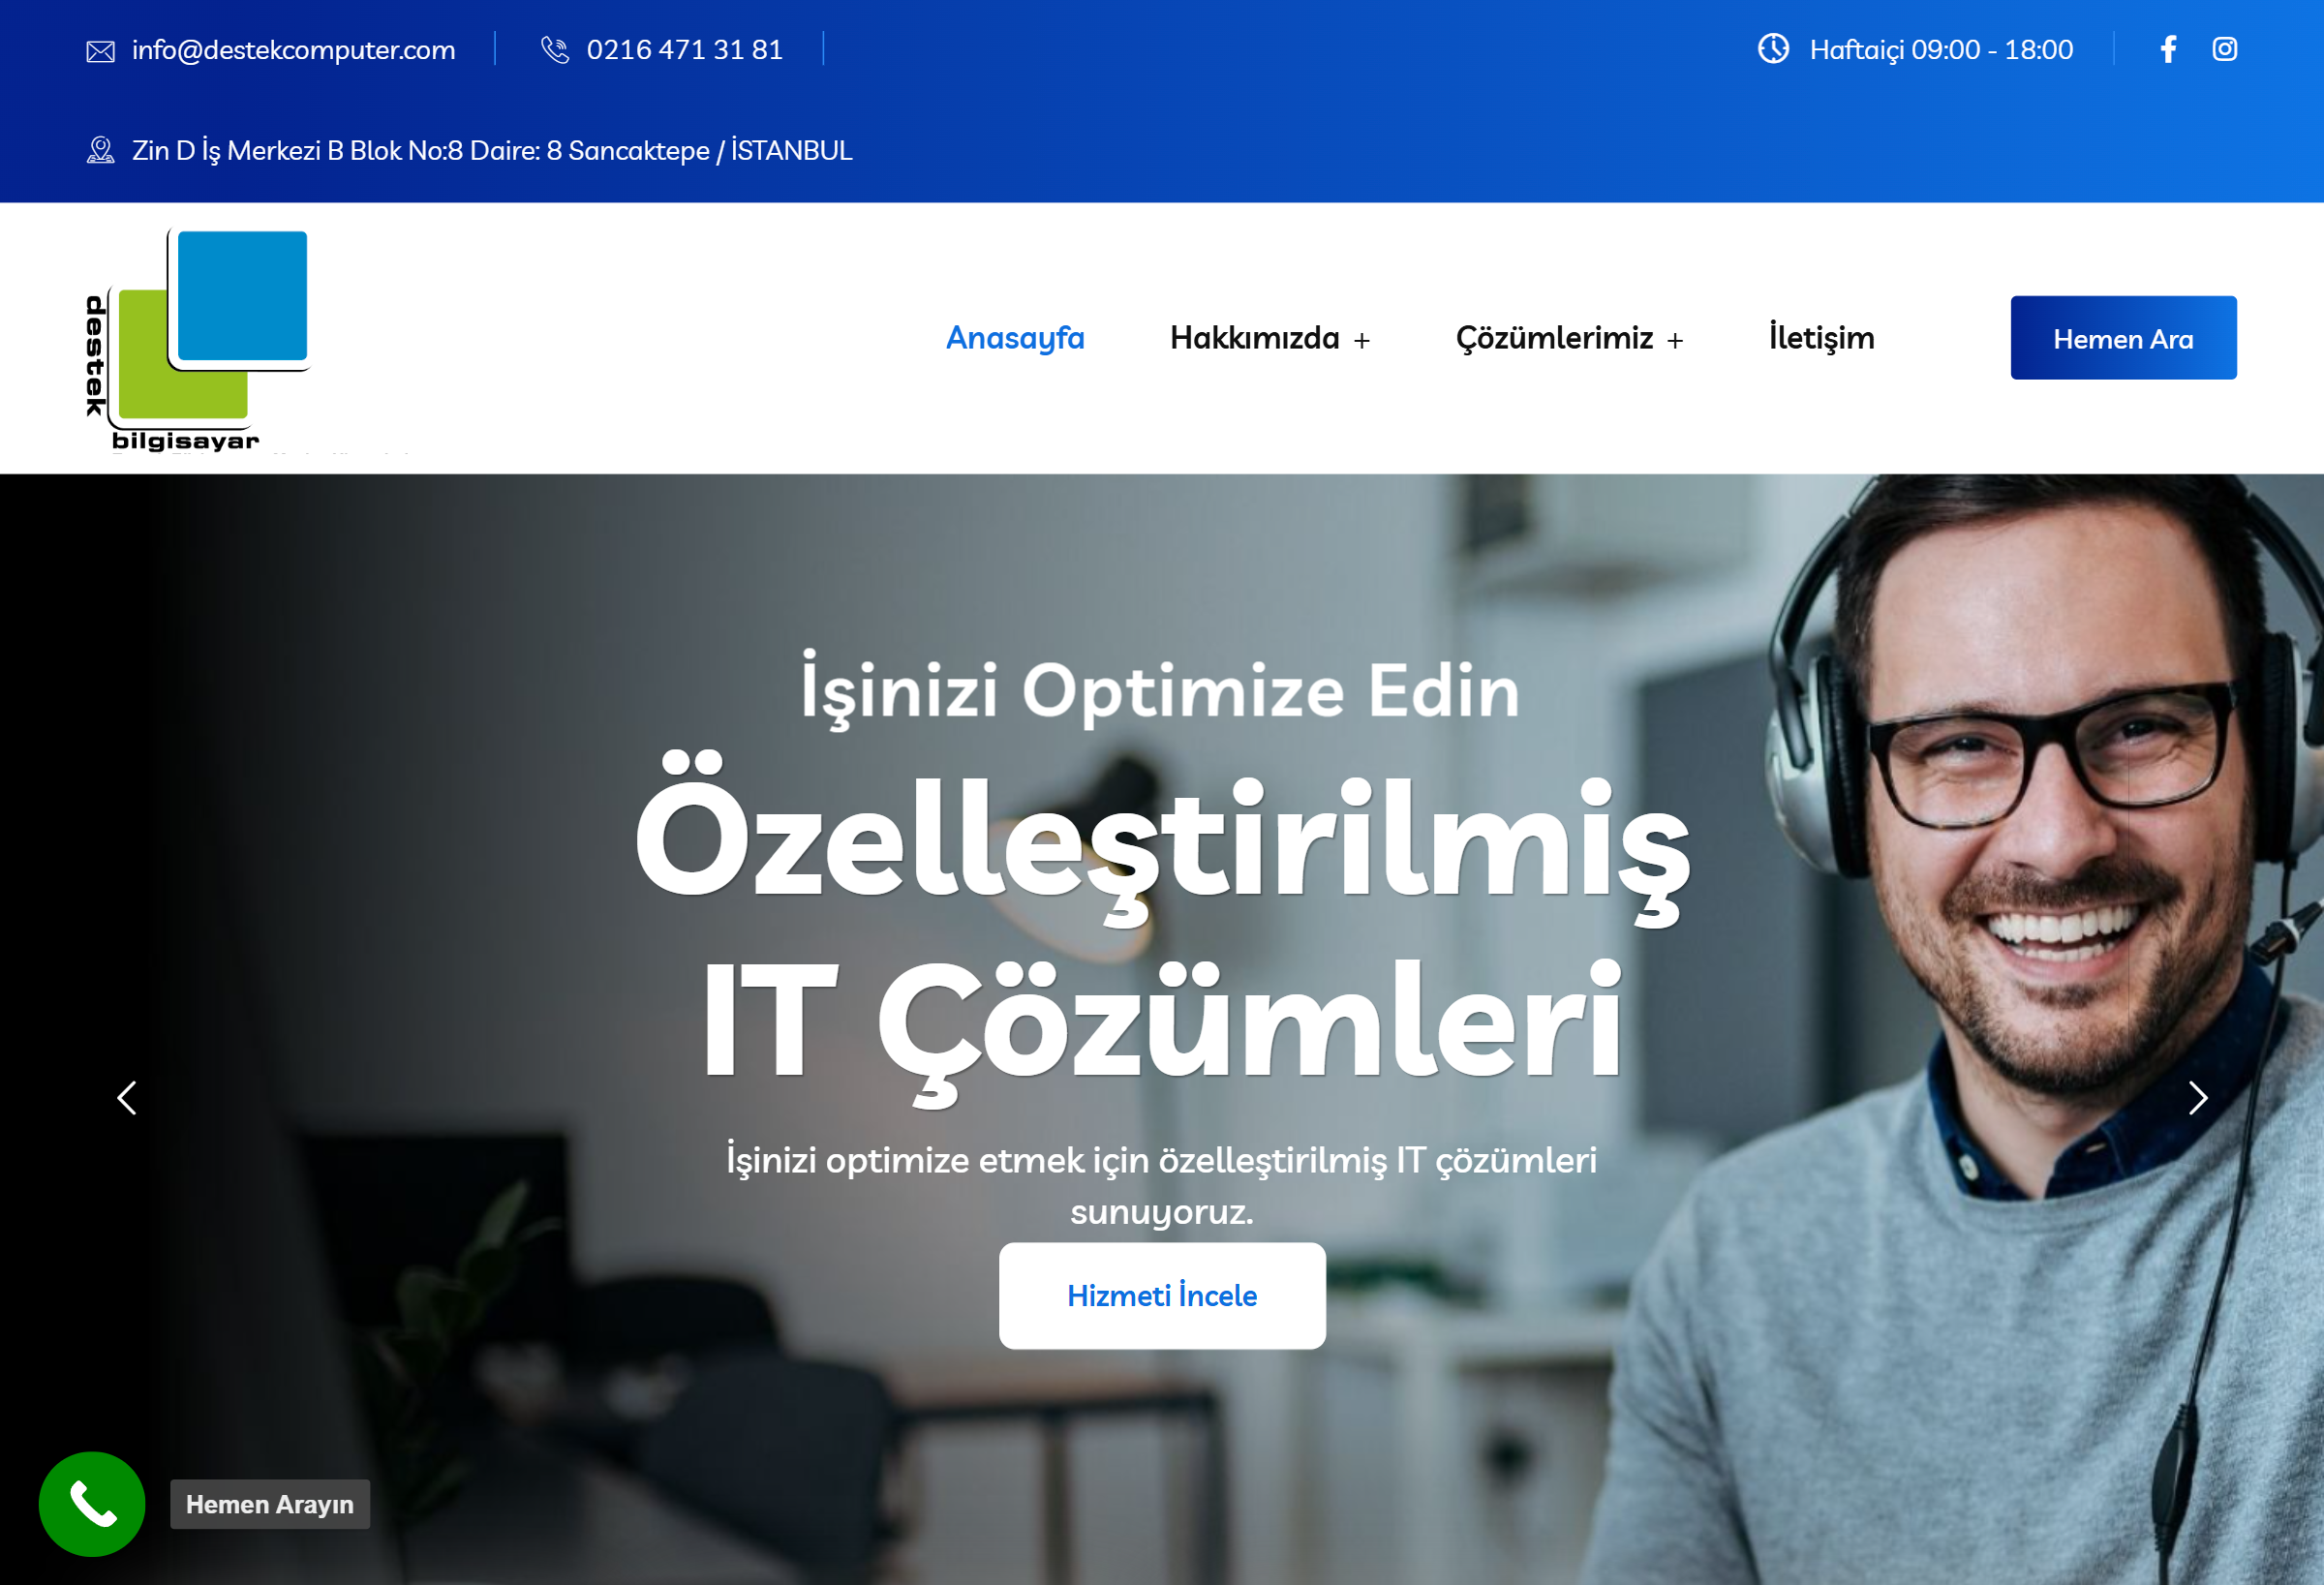 info@destekcomputer.com
0216 471 31 81
Haftaiçi 09:00 - 18:00
Zin D İş Merkezi B Blok No:8 Daire: 8 Sancaktepe / İSTANBUL
destek
bilgisayar
Anasayfa
Hakkımızda +
Çözümlerimiz +
İletişim
Hemen Ara
İşinizi Optimize Edin
Özelleştirilmiş
IT Çözümleri
İşinizi optimize etmek için özelleştirilmiş IT çözümleri
sunuyoruz.
Hizmeti İncele
Hemen Arayın